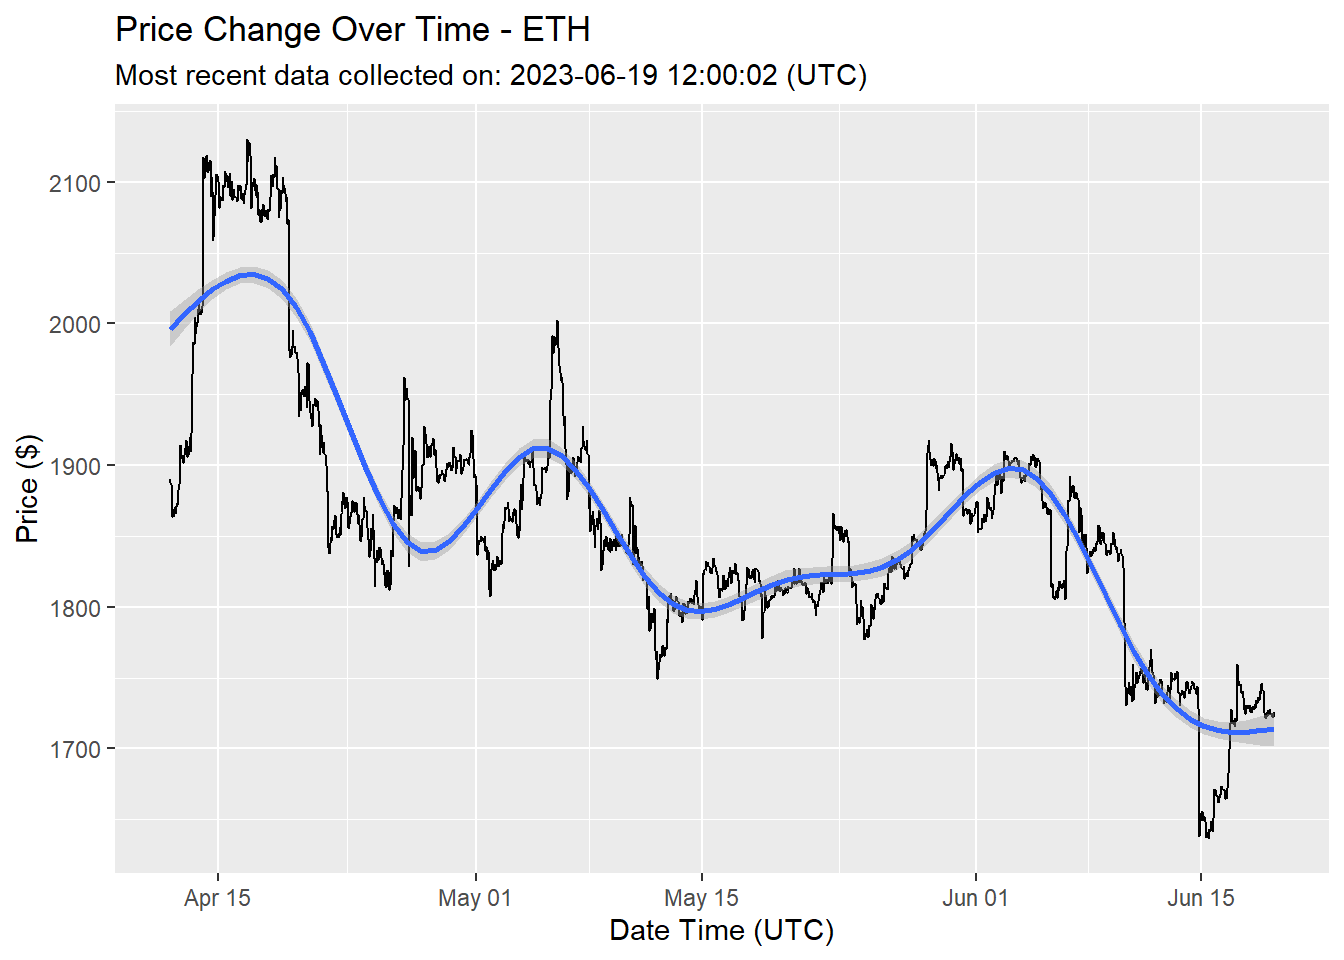 Price Change Over Time - ETH
Most recent data collected on: 2023-06-19 12:00:02 (UTC)
Price ($)
2100
2000
1900
1800
1700
Apr 15
May 01
May 15
Jun 01
Jun 15
Date Time (UTC)